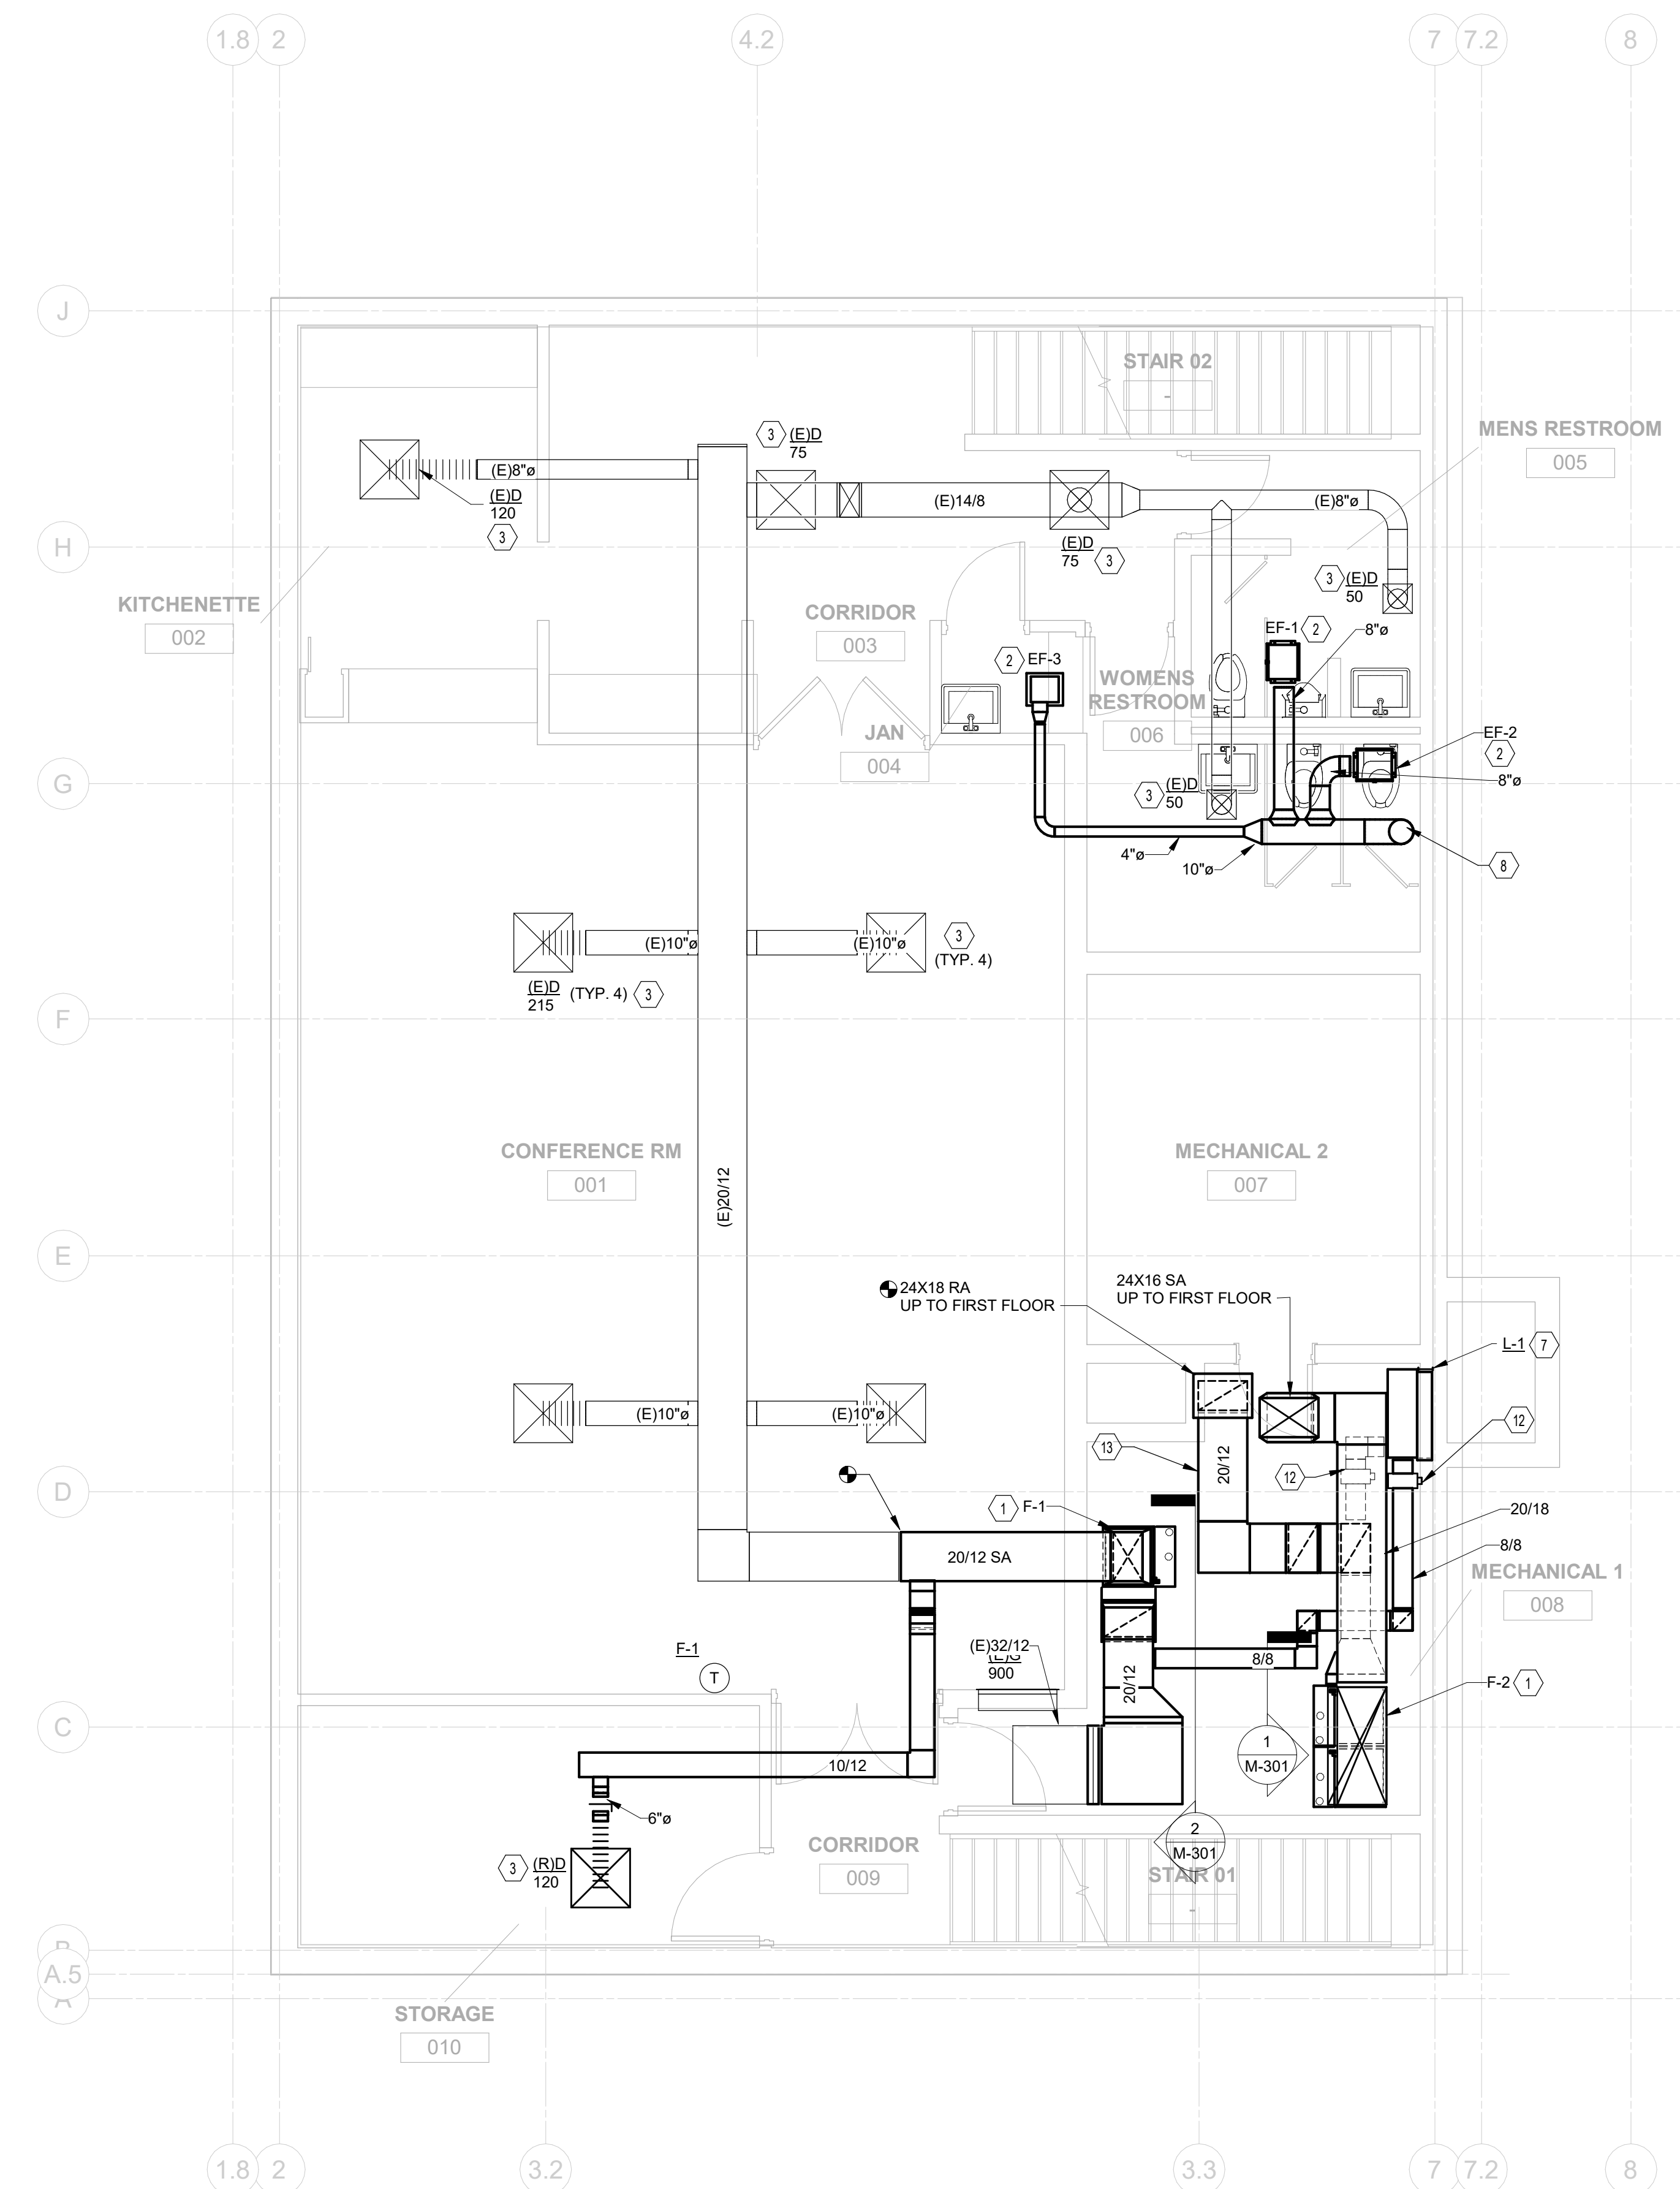 1.8
2
4.2
7
7.2
8
J
STAIR 02
-
MENS RESTROOM
005
3
(E)D
75
(E)8"ø
(E)D
120
3
(E)14/8
(E)8"ø
H
(E)D
75
3
3
(E)D
50
KITCHENETTE
002
CORRIDOR
003
EF-1
2
8"ø
2
EF-3
WOMENS
RESTROOM
006
JAN
004
EF-2
2
8"ø
G
3
(E)D
50
4"ø
10"ø
8
(E)10"ø
(E)10"ø
3
(TYP. 4)
(E)D
215
(TYP. 4)
3
F
CONFERENCE RM
001
(E)20/12
MECHANICAL 2
007
E
24X18 RA
UP TO FIRST FLOOR
24X16 SA
UP TO FIRST FLOOR
L-1
7
(E)10"ø
(E)10"ø
12
13
20/12
12
D
1
F-1
20/18
20/12 SA
8/8
MECHANICAL 1
008
F-1
T
(E)32/12
900
8/8
20/12
F-2
1
C
1
M-301
10/12
6"ø
2
M-301
CORRIDOR
009
STAIR 01
-
3
(R)D
120
B
A.5
A
STORAGE
010
1.8
2
3.2
3.3
7
7.2
8